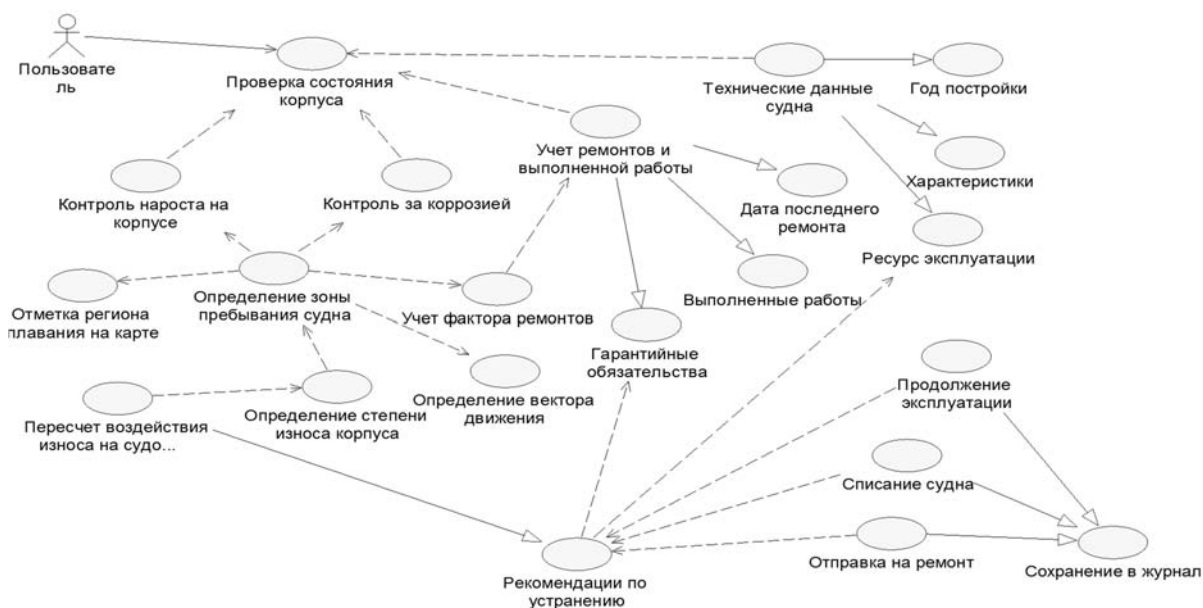 Пользовате
ль
Проверка состояния
корпуса
Технические данные
судна
Год постройки
Учет ремонтов и
выполненной работы
Характеристики
Контроль нароста на
корпусе
Контроль за коррозией
Дата последнего
ремонта
Ресурс эксплуатации
Отметка региона
плавания на карте
Определение зоны
пребывания судна
Учет фактора ремонтов
Выполненные работы
Гарантийные
обязательства
Пересчет воздействия
износа на судо...
Определение степени
износа корпуса
Определение вектора
движения
Продолжение
эксплуатации
Списание судна
Рекомендации по
устранению
Отправка на ремонт
Сохранение в журнал